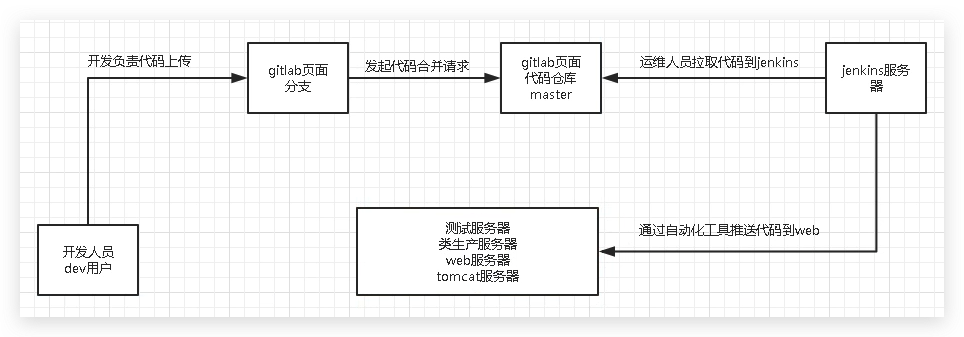 开发负责代码上传
gitlab页面
分支
发起代码合并请求
gitlab页面
代码仓库
master
运维人员拉取代码到jenkins
jenkins服务
器
开发人员
dev用户
测试服务器
类生产服务器
web服务器
tomcat服务器
通过自动化工具推送代码到web